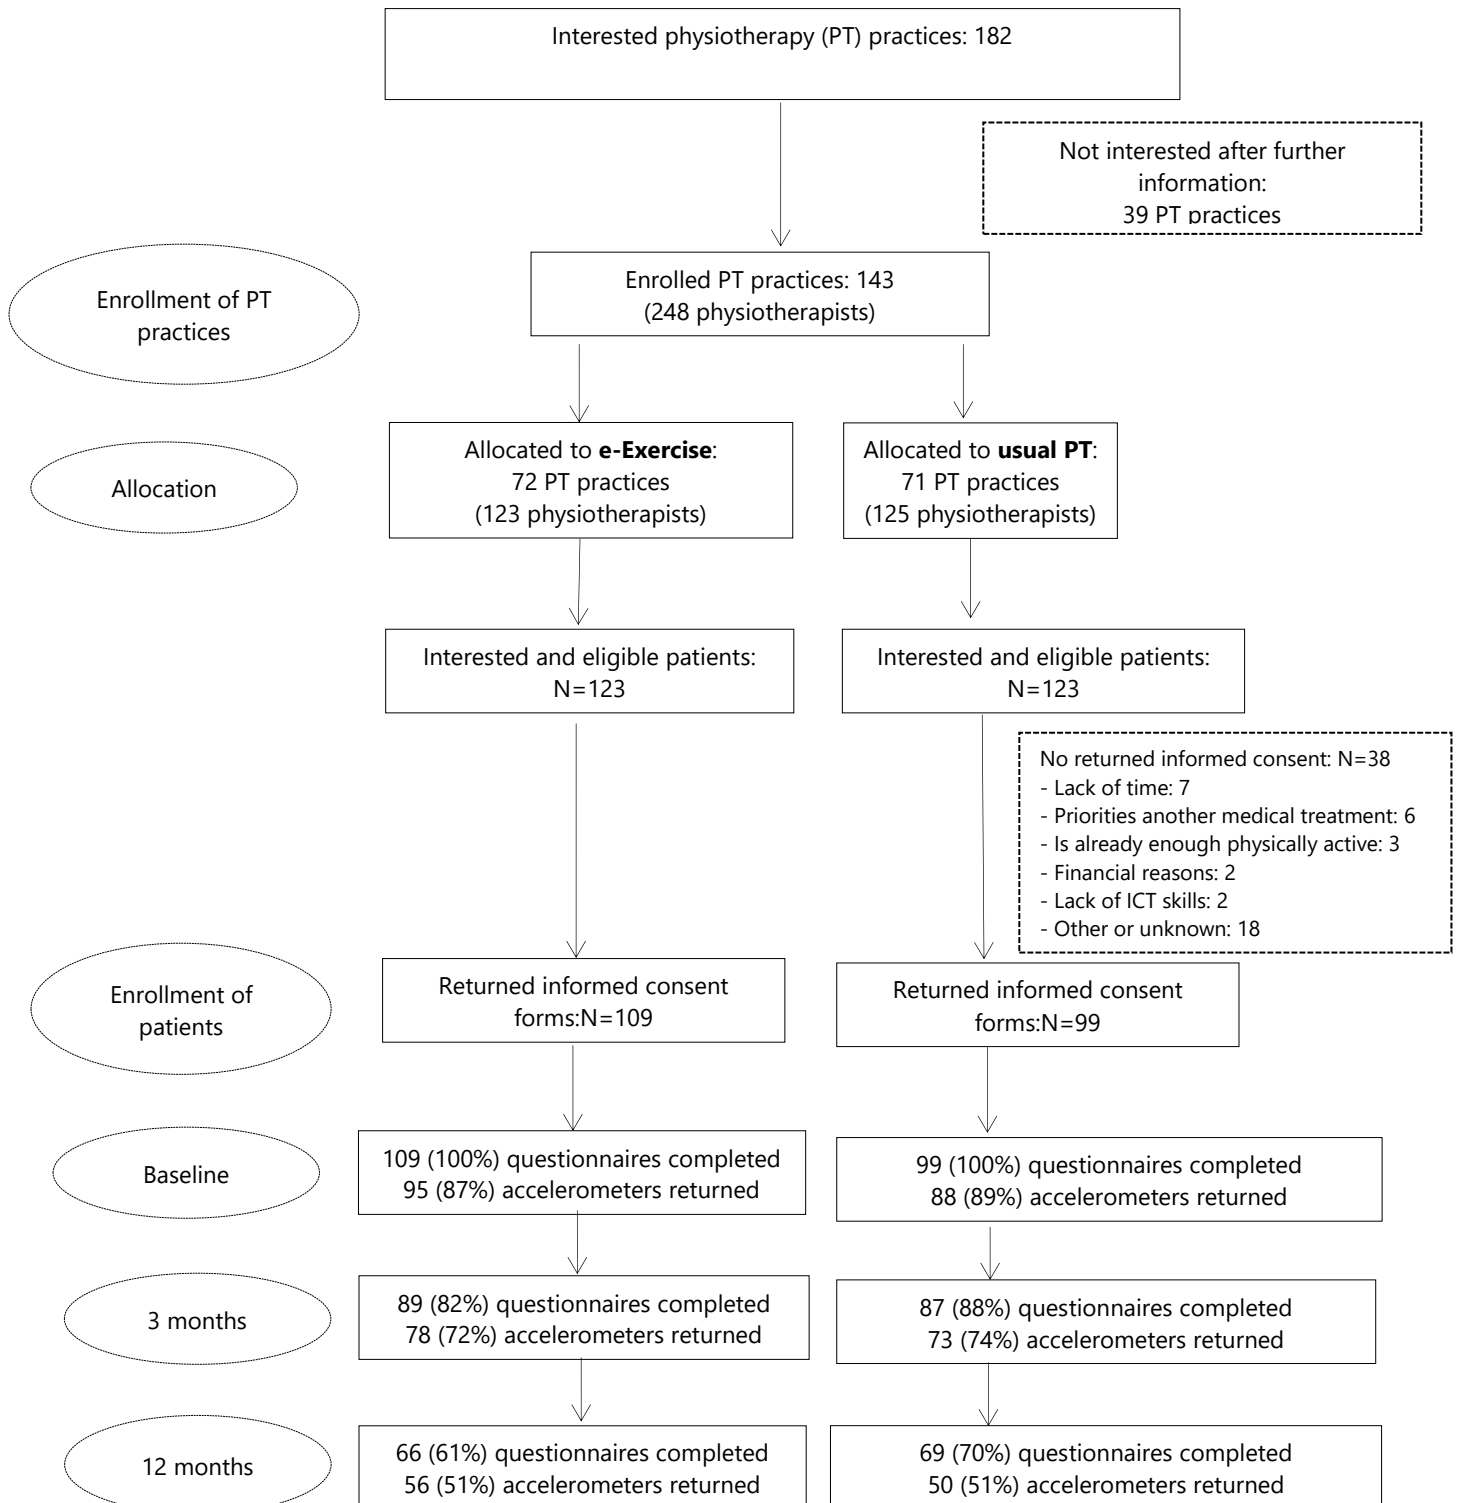 Interested physiotherapy (PT) practices: 182
Not interested after further
information:
39 PT practices
Enrollment of PT
practices
Enrolled PT practices: 143
(248 physiotherapists)
Allocation
Allocated to e-Exercise:
72 PT practices
(123 physiotherapists)
Allocated to usual PT:
71 PT practices
(125 physiotherapists)
Interested and eligible patients:
N=123
Interested and eligible patients:
N=123
No returned informed consent: N=38
- Lack of time: 7
- Priorities another medical treatment: 6
- Is already enough physically active: 3
- Financial reasons: 2
- Lack of ICT skills: 2
- Other or unknown: 18
Enrollment of
patients
Returned informed consent
forms:N=109
Returned informed consent
forms:N=99
Baseline
109 (100%) questionnaires completed
95 (87%) accelerometers returned
99 (100%) questionnaires completed
88 (89%) accelerometers returned
3 months
89 (82%) questionnaires completed
78 (72%) accelerometers returned
87 (88%) questionnaires completed
73 (74%) accelerometers returned
12 months
66 (61%) questionnaires completed
56 (51%) accelerometers returned
69 (70%) questionnaires completed
50 (51%) accelerometers returned